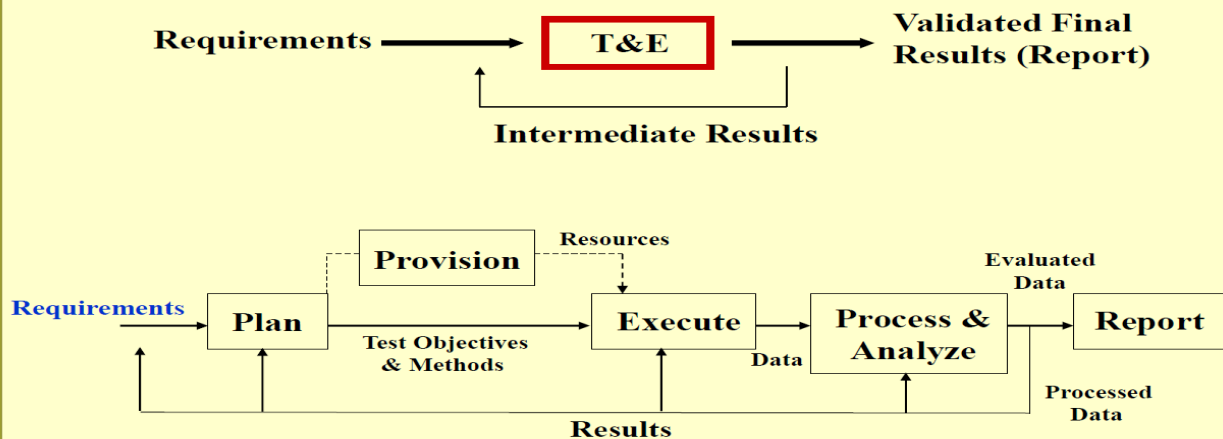 Requirements
T&E
Validated Final
Results (Report)
Intermediate Results
Provision
Resources
Evaluated
Data
Requirements
Plan
Test Objectives
& Methods
Execute
Data
Process &
Analyze
Report
Processed
Data
Results